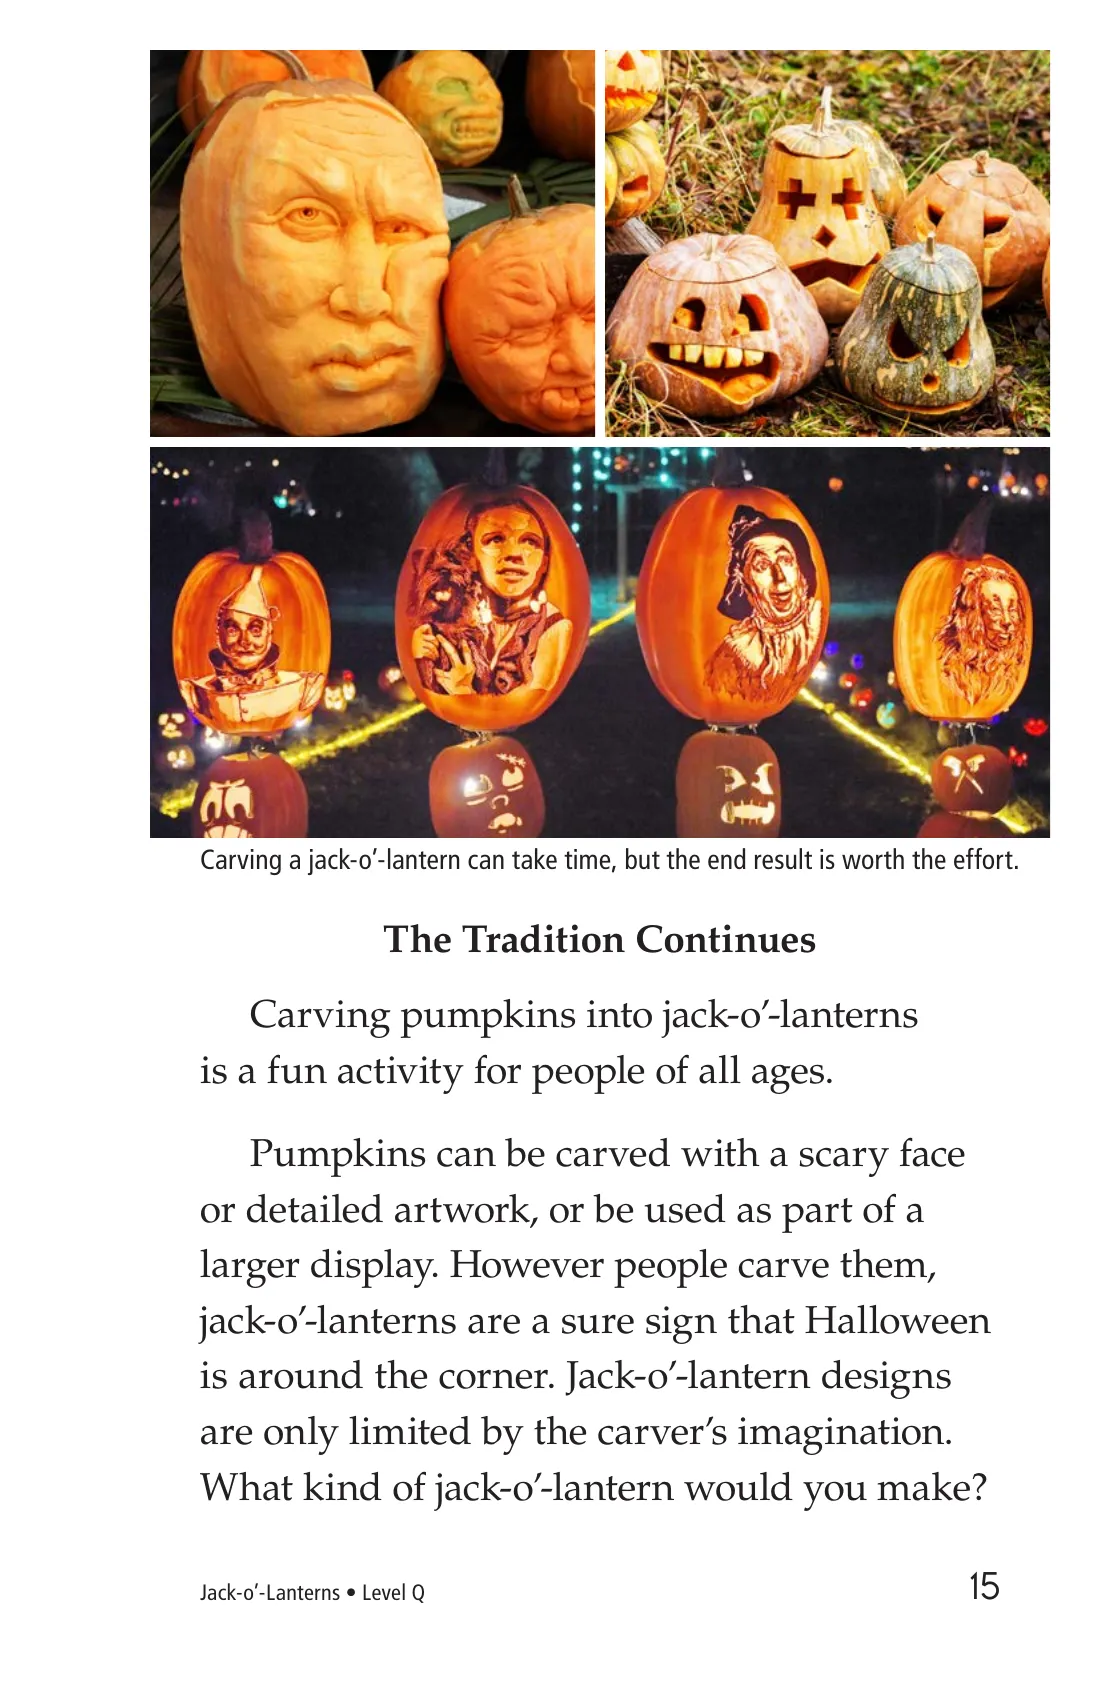 Carving a jack-o’-lantern can take time, but the end result is worth the effort.
The Tradition Continues
Carving pumpkins into jack-o’-lanterns
is a fun activity for people of all ages.
Pumpkins can be carved with a scary face
or detailed artwork, or be used as part of a
larger display. However people carve them,
jack-o’-lanterns are a sure sign that Halloween
is around the corner. Jack-o’-lantern designs
are only limited by the carver’s imagination.
What kind of jack-o’-lantern would you make?
Jack-o’-Lanterns • Level Q
15